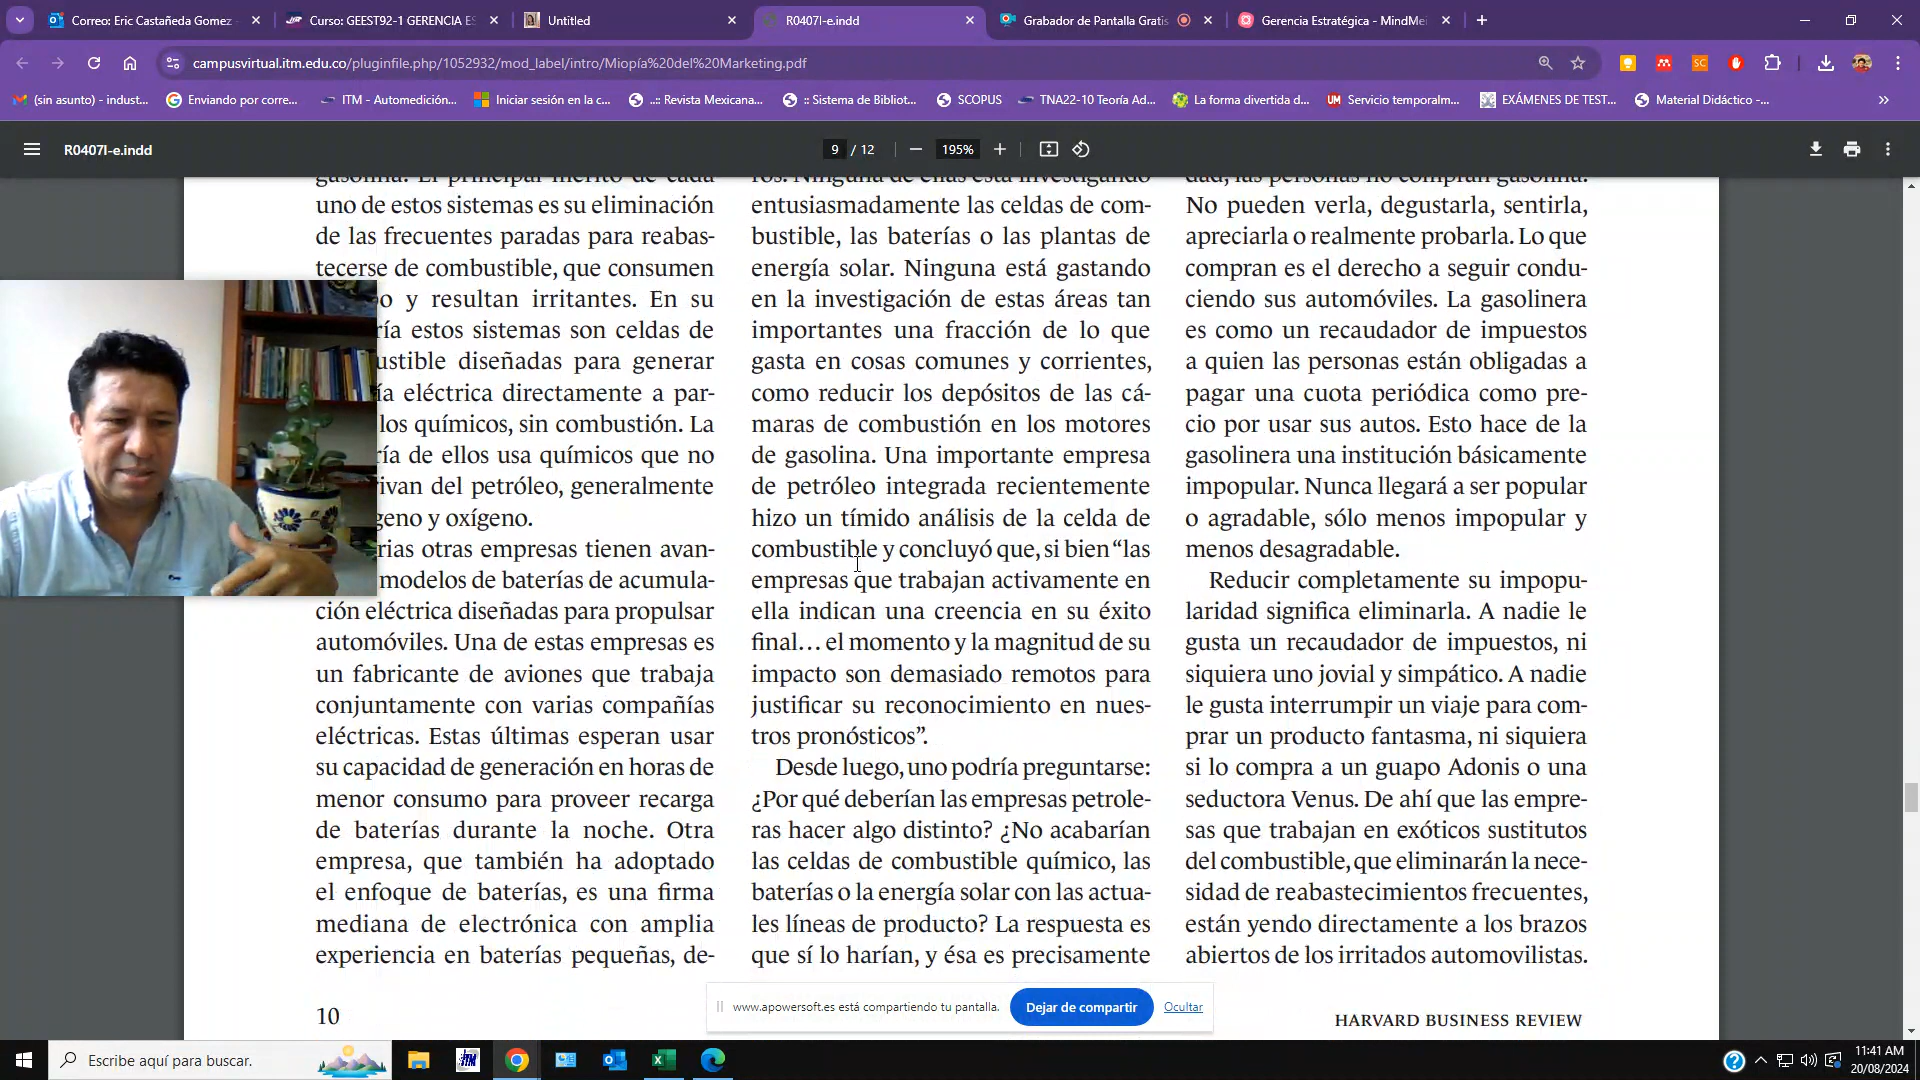 Correo: Eric Castañeda Gomez -
Curso: GEEST92-1 GERENCIA ES
Untitled
R0407I-e.indd
Grabador de Pantalla Gratis
Gerencia Estratégica - MindMei
campusvirtual.itm.edu.co/pluginfile.php/1052932/mod_label/intro/Miopía%20del%20Marketing.pdf
(sin asunto) - indust...
Enviando por corre...
ITM - Automedición...
Iniciar sesión en la c...
..:: Revista Mexicana...
:: Sistema de Bibliot...
SCOPUS
TNA22-10 Teoría Ad...
La forma divertida d...
Servicio temporalm...
EXÁMENES DE TEST...
Material Didáctico -...
R0407I-e.indd
9 / 12
195%
gasolina. El principal mérito de cada
uno de estos sistemas es su eliminación
de las frecuentes paradas para reabas-
tecerse de combustible, que consumen
o y resultan irritantes. En su
ría estos sistemas son celdas de
ustible diseñadas para generar
ía eléctrica directamente a par-
los químicos, sin combustión. La
ría de ellos usa químicos que no
ivan del petróleo, generalmente
geno y oxígeno.
rias otras empresas tienen avan-
modelos de baterías de acumula-
ción eléctrica diseñadas para propulsar
automóviles. Una de estas empresas es
un fabricante de aviones que trabaja
conjuntamente con varias compañías
eléctricas. Estas últimas esperan usar
su capacidad de generación en horas de
menor consumo para proveer recarga
de baterías durante la noche. Otra
empresa, que también ha adoptado
el enfoque de baterías, es una firma
mediana de electrónica con amplia
experiencia en baterías pequeñas, de-
ros. Ninguna de ellas está investigando
entusiasmadamente las celdas de com-
bustible, las baterías o las plantas de
energía solar. Ninguna está gastando
en la investigación de estas áreas tan
importantes una fracción de lo que
gasta en cosas comunes y corrientes,
como reducir los depósitos de las cá-
maras de combustión en los motores
de gasolina. Una importante empresa
de petróleo integrada recientemente
hizo un tímido análisis de la celda de
combustible y concluyó que, si bien “las
empresas que trabajan activamente en
ella indican una creencia en su éxito
final… el momento y la magnitud de su
impacto son demasiado remotos para
justificar su reconocimiento en nues-
tros pronósticos”.
Desde luego, uno podría preguntarse:
¿Por qué deberían las empresas petrole-
ras hacer algo distinto? ¿No acabarían
las celdas de combustible químico, las
baterías o la energía solar con las actua-
les líneas de producto? La respuesta es
que sí lo harían, y ésa es precisamente
dad, las personas no compran gasolina.
No pueden verla, degustarla, sentirla,
apreciarla o realmente probarla. Lo que
compran es el derecho a seguir condu-
ciendo sus automóviles. La gasolinera
es como un recaudador de impuestos
a quien las personas están obligadas a
pagar una cuota periódica como pre-
cio por usar sus autos. Esto hace de la
gasolinera una institución básicamente
impopular. Nunca llegará a ser popular
o agradable, sólo menos impopular y
menos desagradable.
Reducir completamente su impopu-
laridad significa eliminarla. A nadie le
gusta un recaudador de impuestos, ni
siquiera uno jovial y simpático. A nadie
le gusta interrumpir un viaje para com-
prar un producto fantasma, ni siquiera
si lo compra a un guapo Adonis o una
seductora Venus. De ahí que las empre-
sas que trabajan en exóticos sustitutos
del combustible, que eliminarán la nece-
sidad de reabastecimientos frecuentes,
están yendo directamente a los brazos
abiertos de los irritados automovilistas.
10
HARVARD BUSINESS REVIEW
www.apowersoft.es está compartiendo tu pantalla.
Dejar de compartir
Ocultar
Escribe aquí para buscar.
11:41 AM
20/08/2024